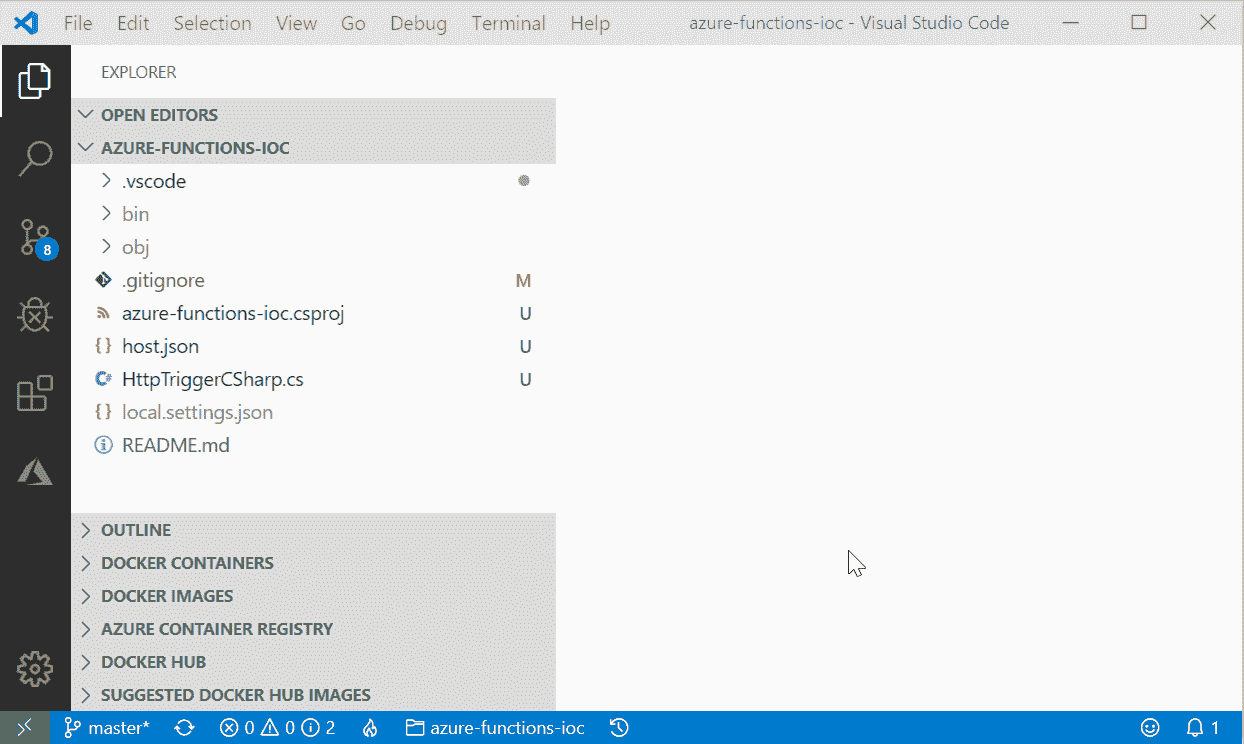 File Edit Selection View Go Debug Terminal Help azure-functions-ioc - Visual Studio Code
EXPLORER
OPEN EDITORS
AZURE-FUNCTIONS-IOC
.vscode
bin
obj
.gitignore M
azure-functions-ioc.csproj U
{} host.json U
C# HttpTriggerCSharp.cs U
{} local.settings.json
README.md
8
OUTLINE
DOCKER CONTAINERS
DOCKER IMAGES
AZURE CONTAINER REGISTRY
DOCKER HUB
SUGGESTED DOCKER HUB IMAGES
master* 0 0 2 azure-functions-ioc 1